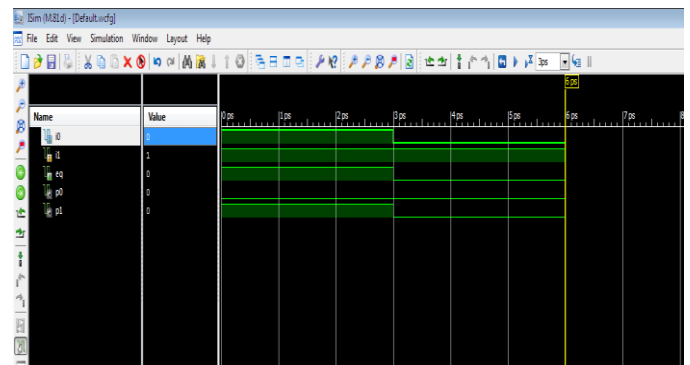 ISim (M.81d) - [Default.wcfg]
File Edit View Simulation Window Layout Help
3ps
6 ps
Name Value 0 ps 1 ps 2 ps 3 ps 4 ps 5 ps 6 ps 7 ps 8
i0 0
i1 1
eq 0
p0 0
p1 0